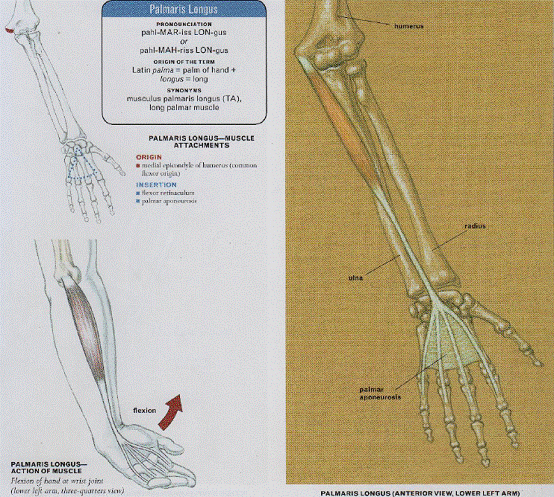 Palmaris Longus
PRONOUNCIATION
pahl-MAR-iss LON-gus
or
pahl-MAH-riss LON-gus
ORIGIN OF THE TERM
Latin palma = palm of hand +
longus = long
SYNONYMS
musculus palmaris longus (TA),
long palmar muscle
PALMARIS LONGUS—MUSCLE
ATTACHMENTS
ORIGIN
medial epicondyle of humerus (common
flexor origin)
INSERTION
flexor retinaculum
palmar aponeurosis
flexion
PALMARIS LONGUS—
ACTION OF MUSCLE
Flexion of hand at wrist joint
(lower left arm, three-quarters view)
humerus
radius
ulna
palmar
aponeurosis
PALMARIS LONGUS (ANTERIOR VIEW, LOWER LEFT ARM)